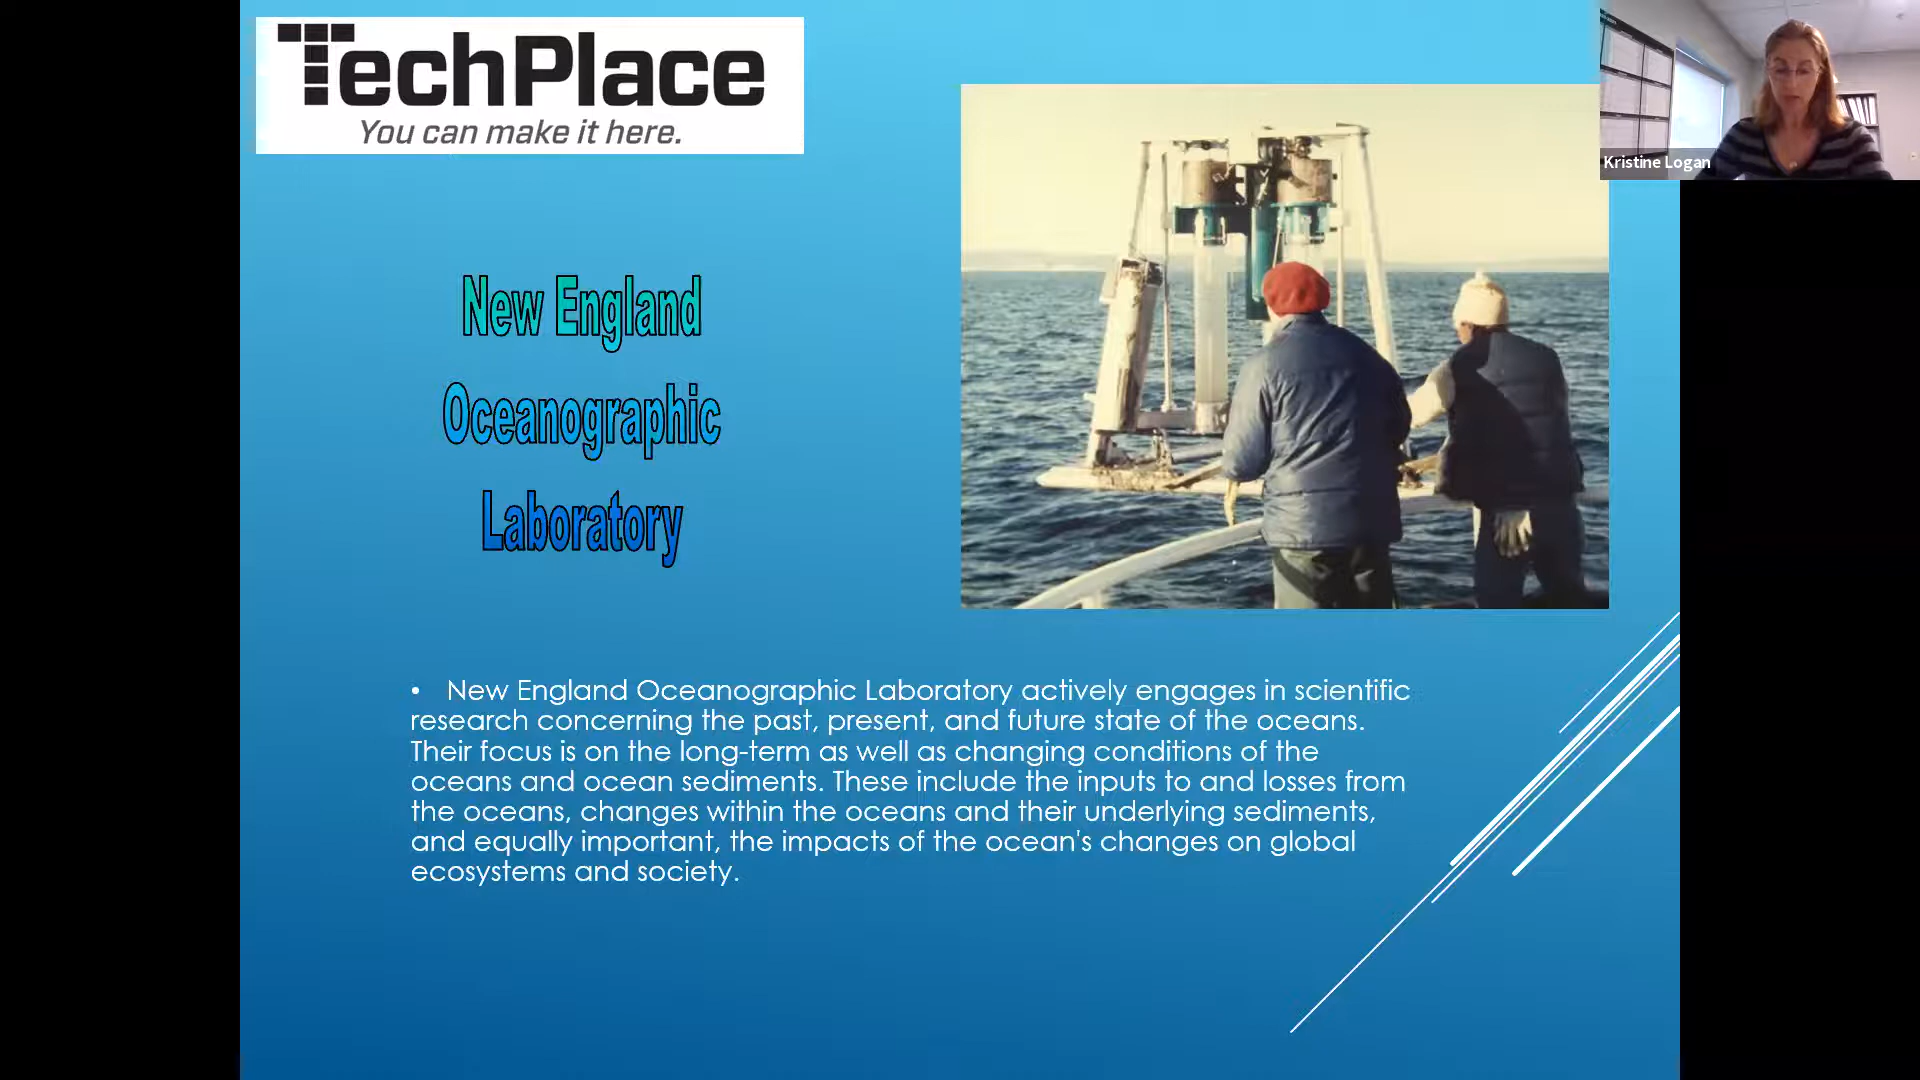 TechPlace
You can make it here.
Kristine Logan
New England
Oceanographic
Laboratory
• New England Oceanographic Laboratory actively engages in scientific
research concerning the past, present, and future state of the oceans.
Their focus is on the long-term as well as changing conditions of the
oceans and ocean sediments. These include the inputs to and losses from
the oceans, changes within the oceans and their underlying sediments,
and equally important, the impacts of the ocean's changes on global
ecosystems and society.